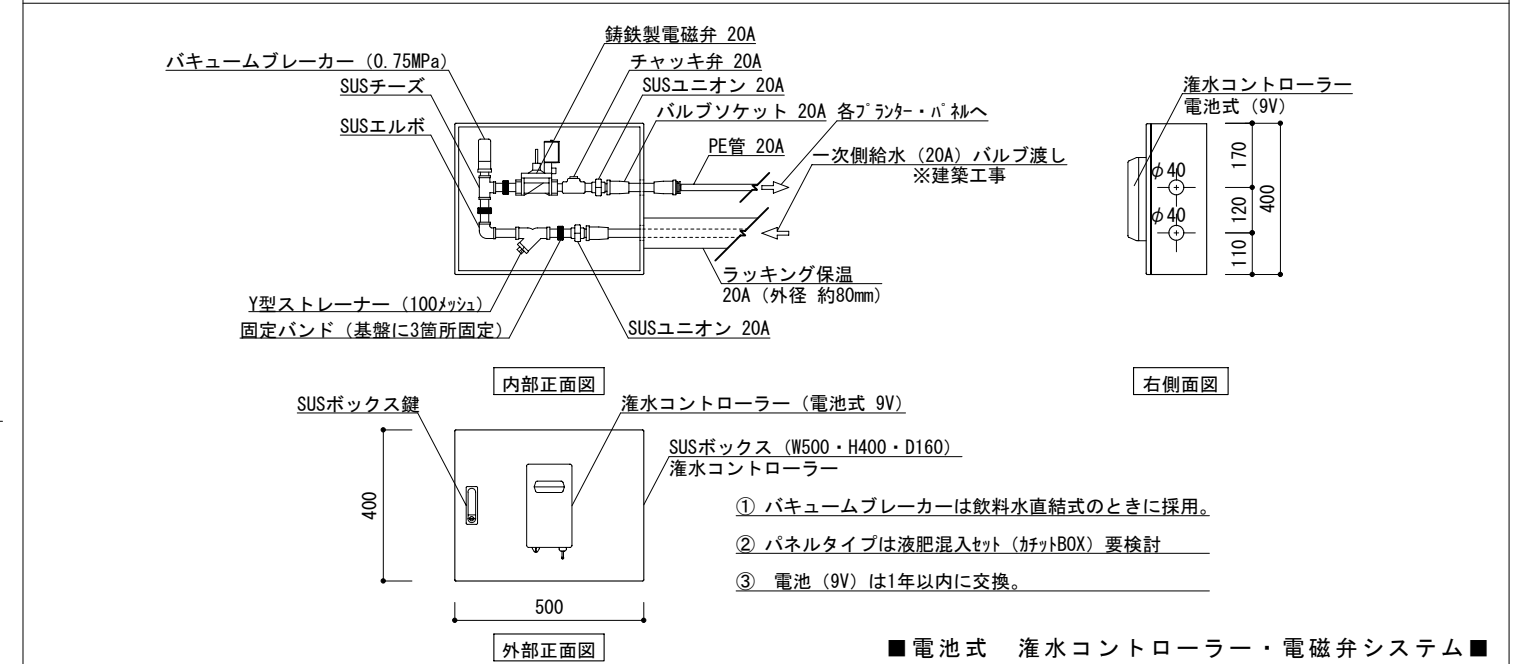 鋳鉄製電磁弁 20A
バキュームブレーカー（0.75MPa）
チャッキ弁 20A
SUSチーズ
SUSユニオン 20A
バルブソケット 20A
各プランター・パネルへ
SUSエルボ
PE管 20A
一次側給水（20A）バルブ渡し
※建築工事
ラッキング保温
20A（外径 約80mm）
Y型ストレーナー（100メッシュ）
固定バンド（基盤に3箇所固定）
SUSユニオン 20A
内部正面図
潅水コントローラー
電池式（9V）
170
φ40
120
400
φ40
110
右側面図
SUSボックス鍵
潅水コントローラー（電池式 9V）
SUSボックス（W500・H400・D160）
潅水コントローラー
400
500
外部正面図
① バキュームブレーカーは飲料水直結式のときに採用。
② パネルタイプは液肥混入セット（カチットBOX）要検討
③ 電池（9V）は1年以内に交換。
■電池式 潅水コントローラー・電磁弁システム■